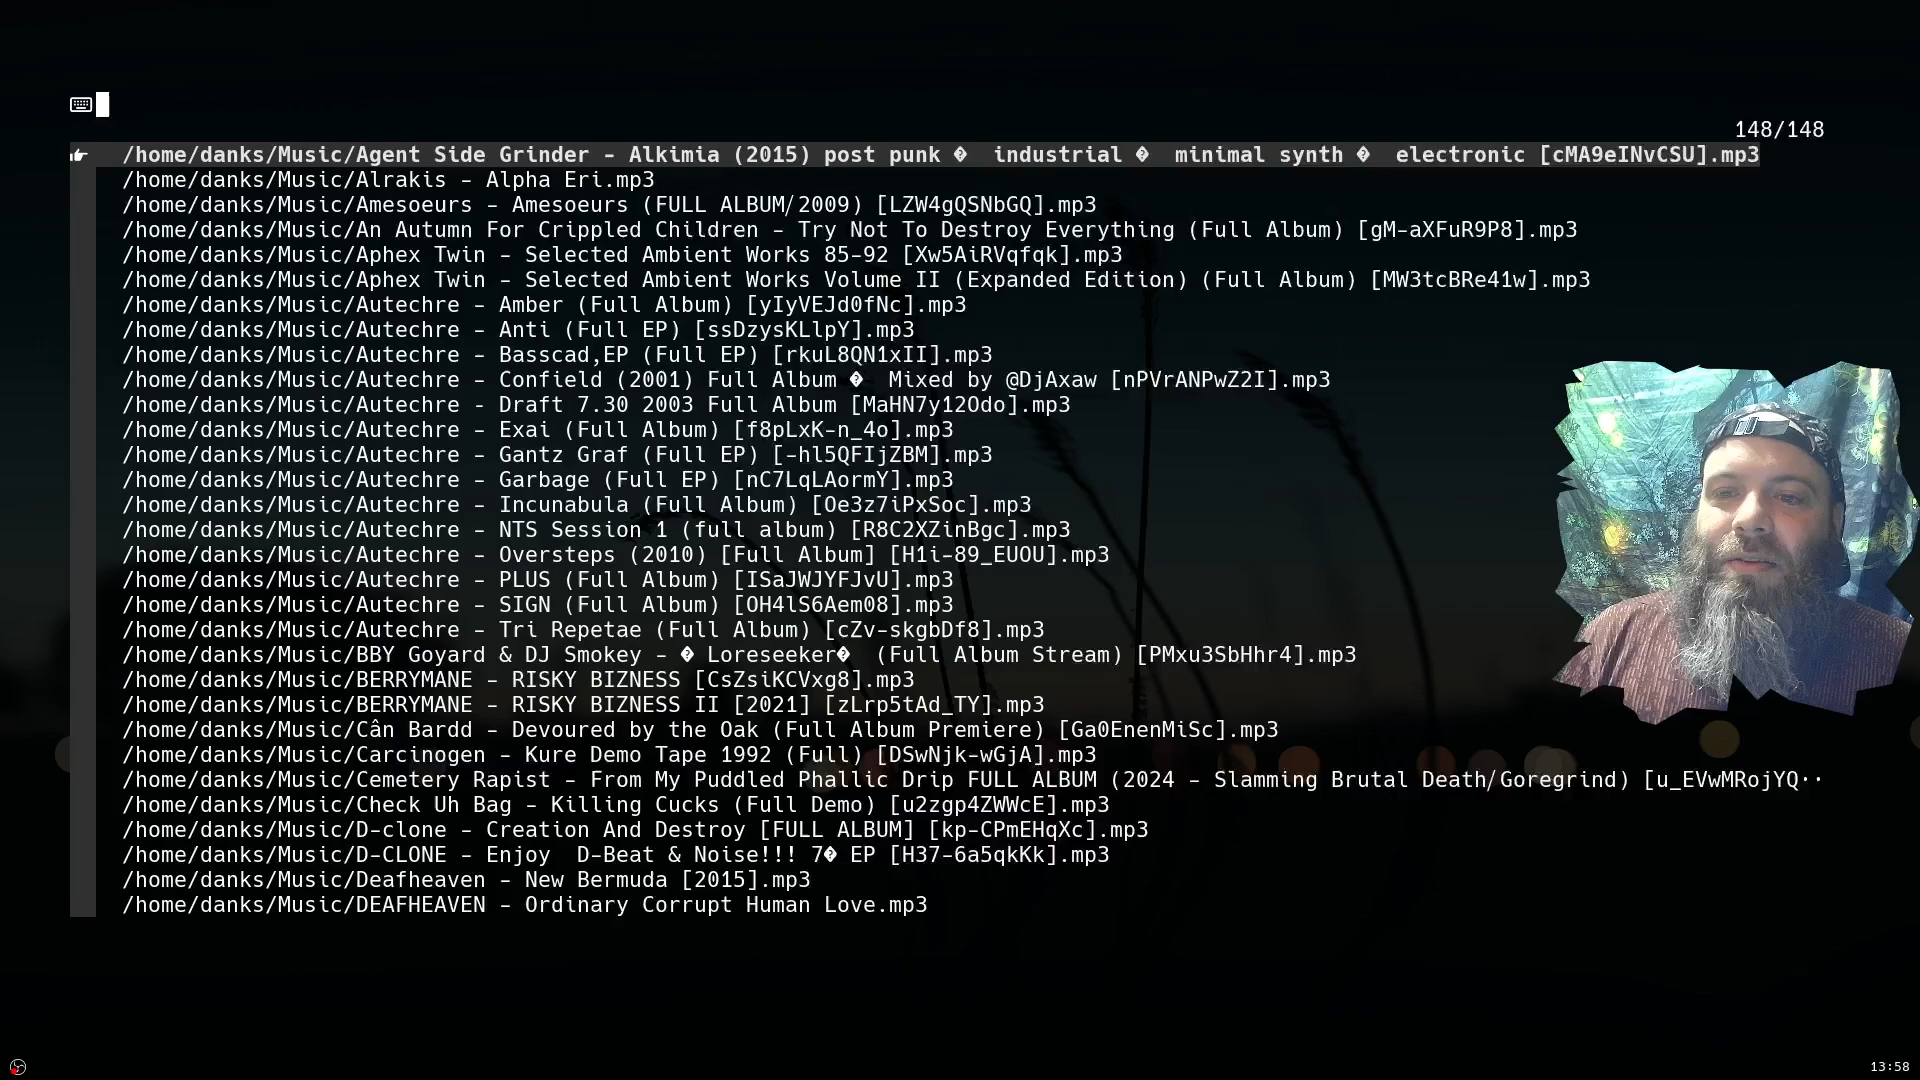 148/148
/home/danks/Music/Agent Side Grinder - Alkimia (2015) post punk �  industrial �  minimal synth �  electronic [cMA9eINvCSU].mp3
/home/danks/Music/Alrakis - Alpha Eri.mp3
/home/danks/Music/Amesoeurs - Amesoeurs (FULL ALBUM/2009) [LZW4gQSNbGQ].mp3
/home/danks/Music/An Autumn For Crippled Children - Try Not To Destroy Everything (Full Album) [gM-aXFuR9P8].mp3
/home/danks/Music/Aphex Twin - Selected Ambient Works 85-92 [Xw5AiRVqfqk].mp3
/home/danks/Music/Aphex Twin - Selected Ambient Works Volume II (Expanded Edition) (Full Album) [MW3tcBRe41w].mp3
/home/danks/Music/Autechre - Amber (Full Album) [yIyVEJd0fNc].mp3
/home/danks/Music/Autechre - Anti (Full EP) [ssDzysKLlpY].mp3
/home/danks/Music/Autechre - Basscad,EP (Full EP) [rkuL8QN1xII].mp3
/home/danks/Music/Autechre - Confield (2001) Full Album �  Mixed by @DjAxaw [nPVrANPwZ2I].mp3
/home/danks/Music/Autechre - Draft 7.30 2003 Full Album [MaHN7y12Odo].mp3
/home/danks/Music/Autechre - Exai (Full Album) [f8pLxK-n_4o].mp3
/home/danks/Music/Autechre - Gantz Graf (Full EP) [-hl5QFIjZBM].mp3
/home/danks/Music/Autechre - Garbage (Full EP) [nC7LqLAormY].mp3
/home/danks/Music/Autechre - Incunabula (Full Album) [Oe3z7iPxSoc].mp3
/home/danks/Music/Autechre - NTS Session 1 (full album) [R8C2XZinBgc].mp3
/home/danks/Music/Autechre - Oversteps (2010) [Full Album] [H1i-89_EUOU].mp3
/home/danks/Music/Autechre - PLUS (Full Album) [ISaJWJYFJvU].mp3
/home/danks/Music/Autechre - SIGN (Full Album) [OH4lS6Aem08].mp3
/home/danks/Music/Autechre - Tri Repetae (Full Album) [cZv-skgbDf8].mp3
/home/danks/Music/BBY Goyard & DJ Smokey - � Loreseeker�  (Full Album Stream) [PMxu3SbHhr4].mp3
/home/danks/Music/BERRYMANE - RISKY BIZNESS [CsZsiKCVxg8].mp3
/home/danks/Music/BERRYMANE - RISKY BIZNESS II [2021] [zLrp5tAd_TY].mp3
/home/danks/Music/Cân Bardd - Devoured by the Oak (Full Album Premiere) [Ga0EnenMiSc].mp3
/home/danks/Music/Carcinogen - Kure Demo Tape 1992 (Full) [DSwNjk-wGjA].mp3
/home/danks/Music/Cemetery Rapist - From My Puddled Phallic Drip FULL ALBUM (2024 - Slamming Brutal Death/Goregrind) [u_EVwMRojYQ··
/home/danks/Music/Check Uh Bag - Killing Cucks (Full Demo) [u2zgp4ZWWcE].mp3
/home/danks/Music/D-clone - Creation And Destroy [FULL ALBUM] [kp-CPmEHqXc].mp3
/home/danks/Music/D-CLONE - Enjoy  D-Beat & Noise!!! 7� EP [H37-6a5qkKk].mp3
/home/danks/Music/Deafheaven - New Bermuda [2015].mp3
/home/danks/Music/DEAFHEAVEN - Ordinary Corrupt Human Love.mp3
13:58